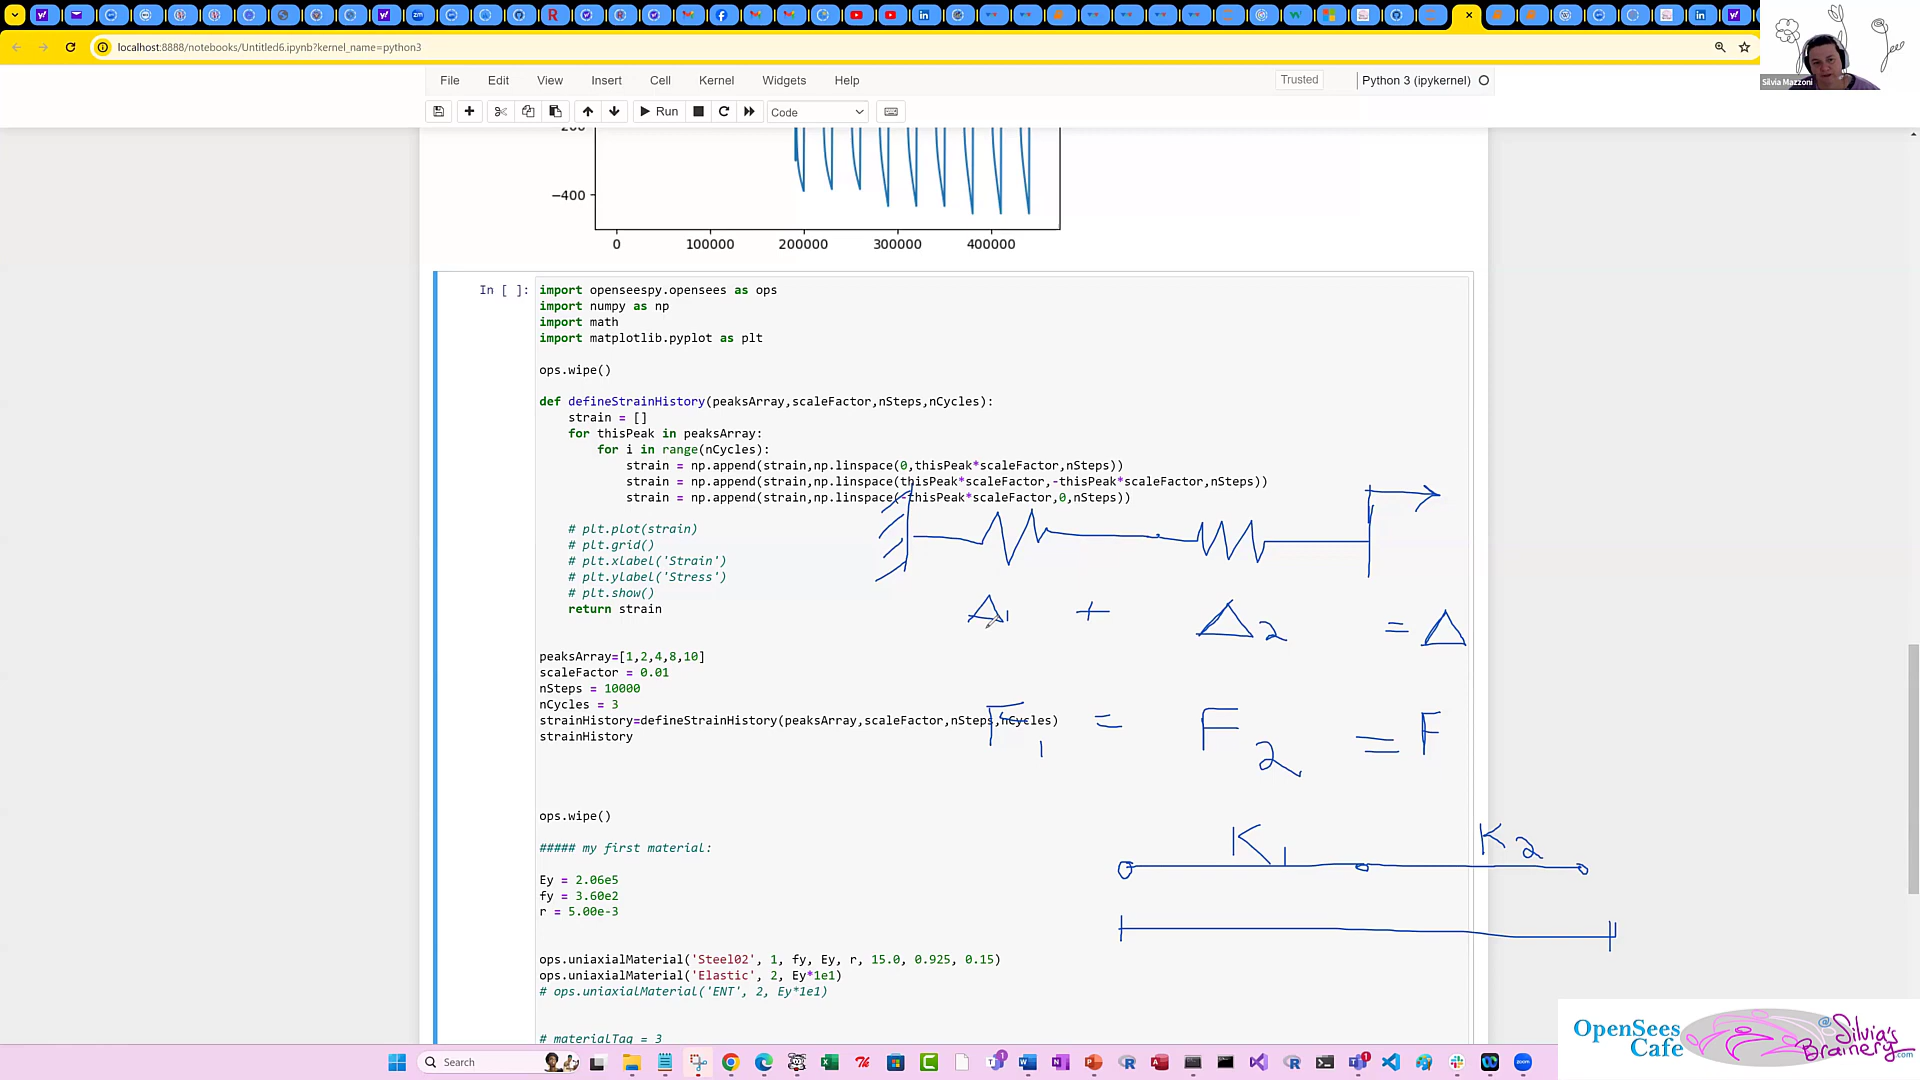 localhost:8888/notebooks/Untitled6.ipynb?kernel_name=python3
Silvia Mazzoni
File Edit View Insert Cell Kernel Widgets Help
Trusted
Python 3 (ipykernel)
Run
Code
−400
0 100000 200000 300000 400000
In [ ]:
import openseespy.opensees as ops
import numpy as np
import math
import matplotlib.pyplot as plt
ops.wipe()
def defineStrainHistory(peaksArray,scaleFactor,nSteps,nCycles):
strain = []
for thisPeak in peaksArray:
for i in range(nCycles):
strain = np.append(strain,np.linspace(0,thisPeak*scaleFactor,nSteps))
strain = np.append(strain,np.linspace(thisPeak*scaleFactor,-thisPeak*scaleFactor,nSteps))
strain = np.append(strain,np.linspace(-thisPeak*scaleFactor,0,nSteps))
# plt.plot(strain)
# plt.grid()
# plt.xlabel('Strain')
# plt.ylabel('Stress')
# plt.show()
return strain
Δ1 + Δ2 = Δ
peaksArray=[1,2,4,8,10]
scaleFactor = 0.01
nSteps = 10000
nCycles = 3
strainHistory=defineStrainHistory(peaksArray,scaleFactor,nSteps,nCycles)
strainHistory
F1 = F2 = F
ops.wipe()
##### my first material:
K1 K2
Ey = 2.06e5
fy = 3.60e2
r = 5.00e-3
ops.uniaxialMaterial('Steel02', 1, fy, Ey, r, 15.0, 0.925, 0.15)
ops.uniaxialMaterial('Elastic', 2, Ey*1e1)
# ops.uniaxialMaterial('ENT', 2, Ey*1e1)
# materialTag = 3
OpenSees
Cafe
@ Silvia's
Brainery.com
Search